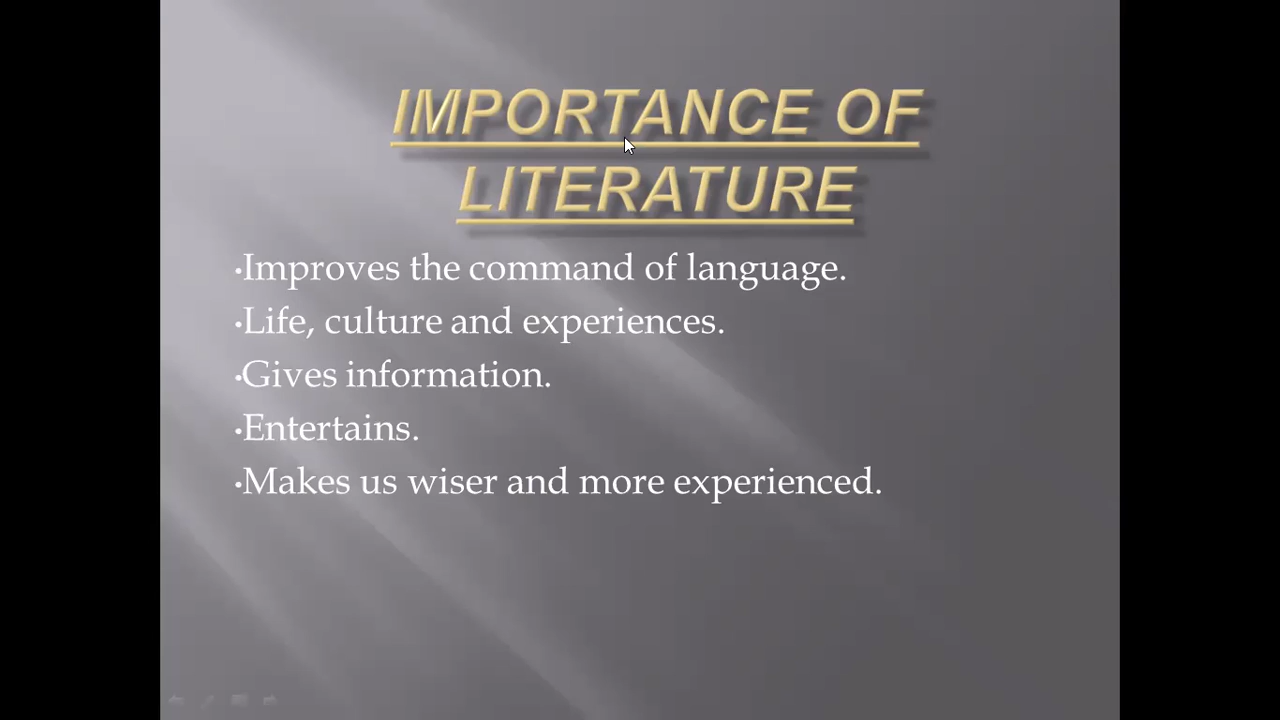 IMPORTANCE OF
LITERATURE
•Improves the command of language.
•Life, culture and experiences.
•Gives information.
•Entertains.
•Makes us wiser and more experienced.